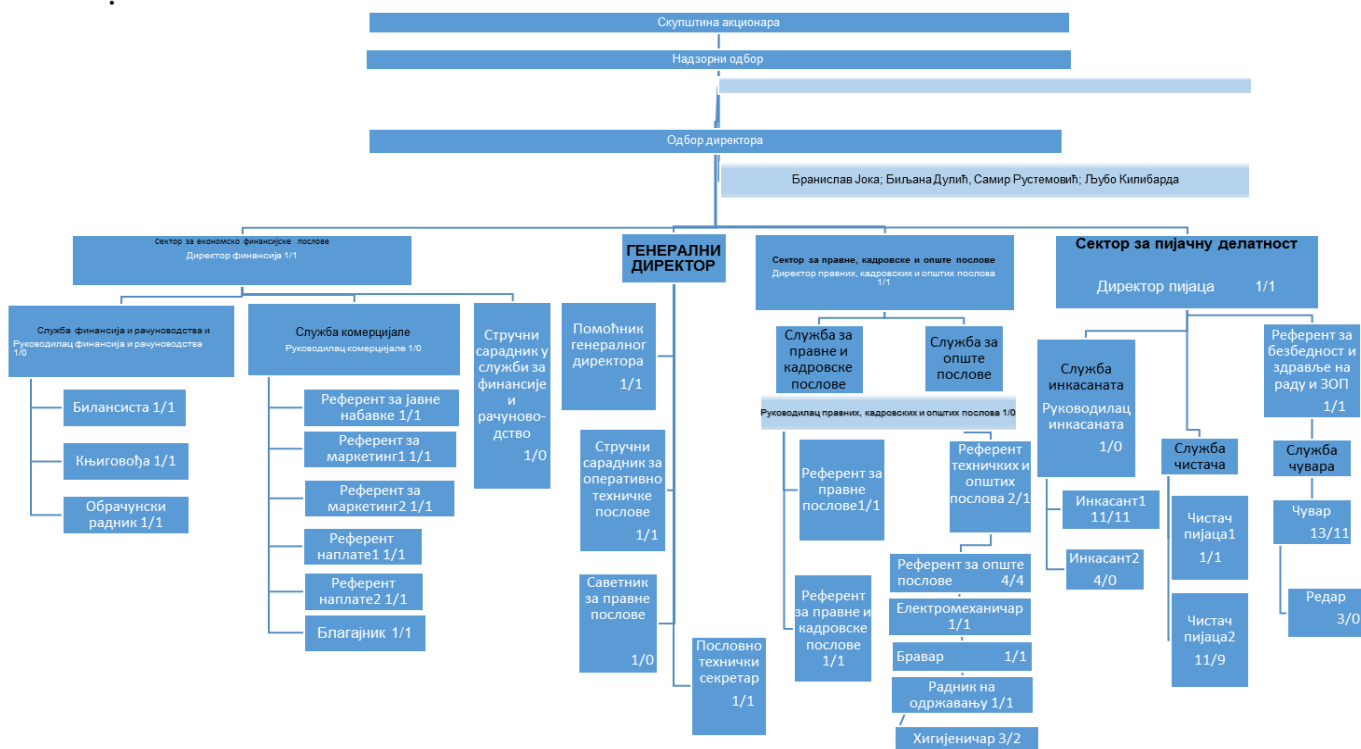 Скупштина акционара
Надзорни одбор
Одбор директора
Бранислав Јока; Биљана Дулић, Самир Рустемовић; Љубо Килибарда
Сектор за економско финансијске послове
Директор финансија 1/1
Служба финансија и рачуноводства и
Руководилац финансија и рачуноводства
1/0
Билансиста 1/1
Књиговођа 1/1
Обрачунски
радник 1/1
Служба комерцијале
Руководилац комерцијале 1/0
Референт за јавне
набавке 1/1
Референт за
маркетинг1 1/1
Референт за
маркетинг2 1/1
Референт
наплате1 1/1
Референт
наплате2 1/1
Благајник 1/1
Стручни
сарадник у
служби за
финансије
и
рачуново-
дство
1/0
ГЕНЕРАЛНИ
ДИРЕКТОР
Помоћник
генералног
директора
1/1
Стручни
сарадник за
оперативно
техничке
послове
1/1
Саветник
за правне
послове
1/0
Пословно
технички
секретар
1/1
Сектор за правне, кадровске и опште послове
Директор правних, кадровских и општих послова
1/1
Служба за
правне и
кадровске
послове
Служба за
опште
послове
Руководилац правних, кадровских и општих послова 1/0
Референт за
правне
послове1/1
Референт
за правне и
кадровске
послове
1/1
Референт
техничких и
општих
послова 2/1
Референт за опште
послове 4/4
Електромеханичар
1/1
Бравар 1/1
Радник на
одржавању 1/1
Хигијеничар 3/2
Сектор за пијачну делатност
Директор пијаца 1/1
Служба
инкасаната
Руководилац
инкасаната
1/0
Инкасант1
11/11
Инкасант2
4/0
Служба
чистача
Чистач
пијаца1
1/1
Чистач
пијаца2
11/9
Референт за
безбедност и
здравље на
раду и ЗОП
1/1
Служба
чувара
Чувар
13/11
Редар
3/0